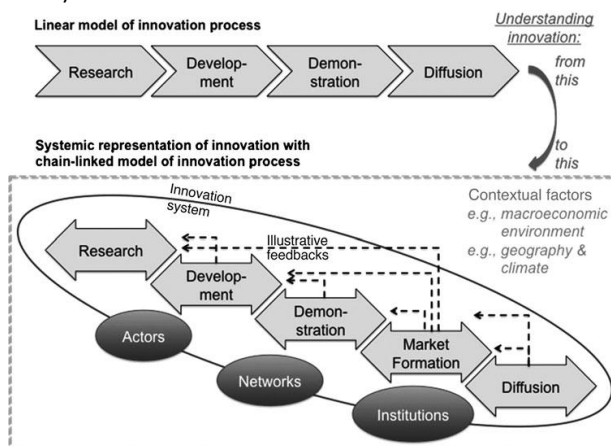 Linear model of innovation process
Understanding
innovation:
from
this
Research
Develop-
ment
Demon-
stration
Diffusion
to
this
Systemic representation of innovation with
chain-linked model of innovation process
Innovation
system
Contextual factors
e.g., macroeconomic
environment
e.g., geography &
climate
Research
Illustrative
feedbacks
Develop-
ment
Demon-
stration
Market
Formation
Diffusion
Actors
Networks
Institutions